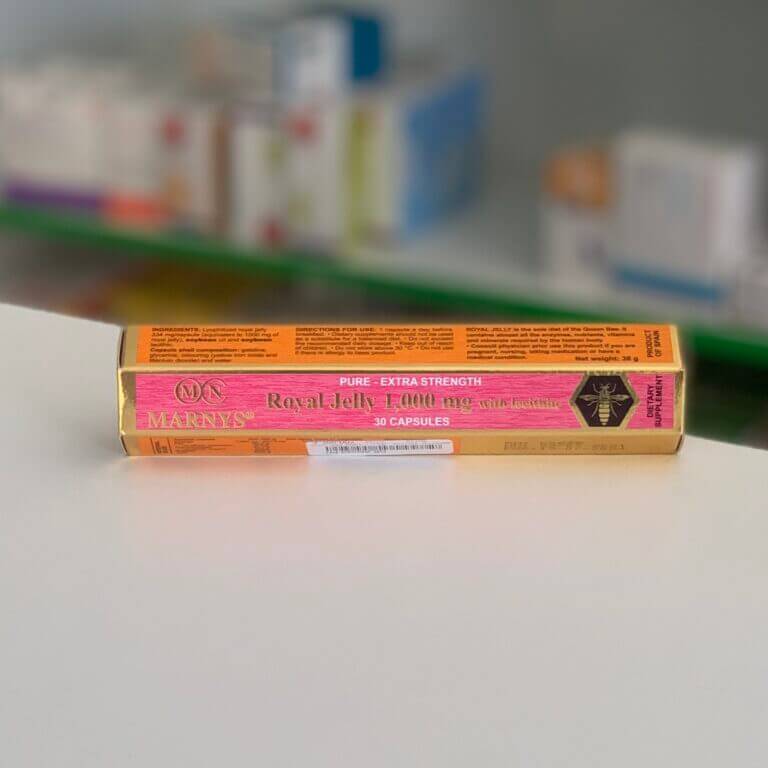 INGREDIENTS: Lyophilized royal jelly
334 mg/capsule (equivalent to 1000 mg of
royal jelly), soybean oil and soybean
lecithin.
Capsule shell composition: gelatine,
glycerine, colouring (yellow iron oxide and
titanium dioxide) and water.
DIRECTIONS FOR USE: 1 capsule a day before
breakfast. • Dietary supplements should not be used
as a substitute for a balanced diet. • Do not exceed
the recommended daily dosage. • Keep out of reach
of children. • Do not store above 30 °C. • Do not use
if there is allergy to bees product.
ROYAL JELLY is the sole diet of the Queen Bee. It
contains almost all the enzymes, nutrients, vitamins
and minerals required by the human body.
• Consult physician prior use this product if you are
pregnant, nursing, taking medication or have a
medical condition.
Net weight: 36 g
PRODUCT
OF SPAIN
MN
MARNYS®
PURE - EXTRA STRENGTH
Royal Jelly 1,000 mg with lecithin
30 CAPSULES
DIETARY
SUPPLEMENT